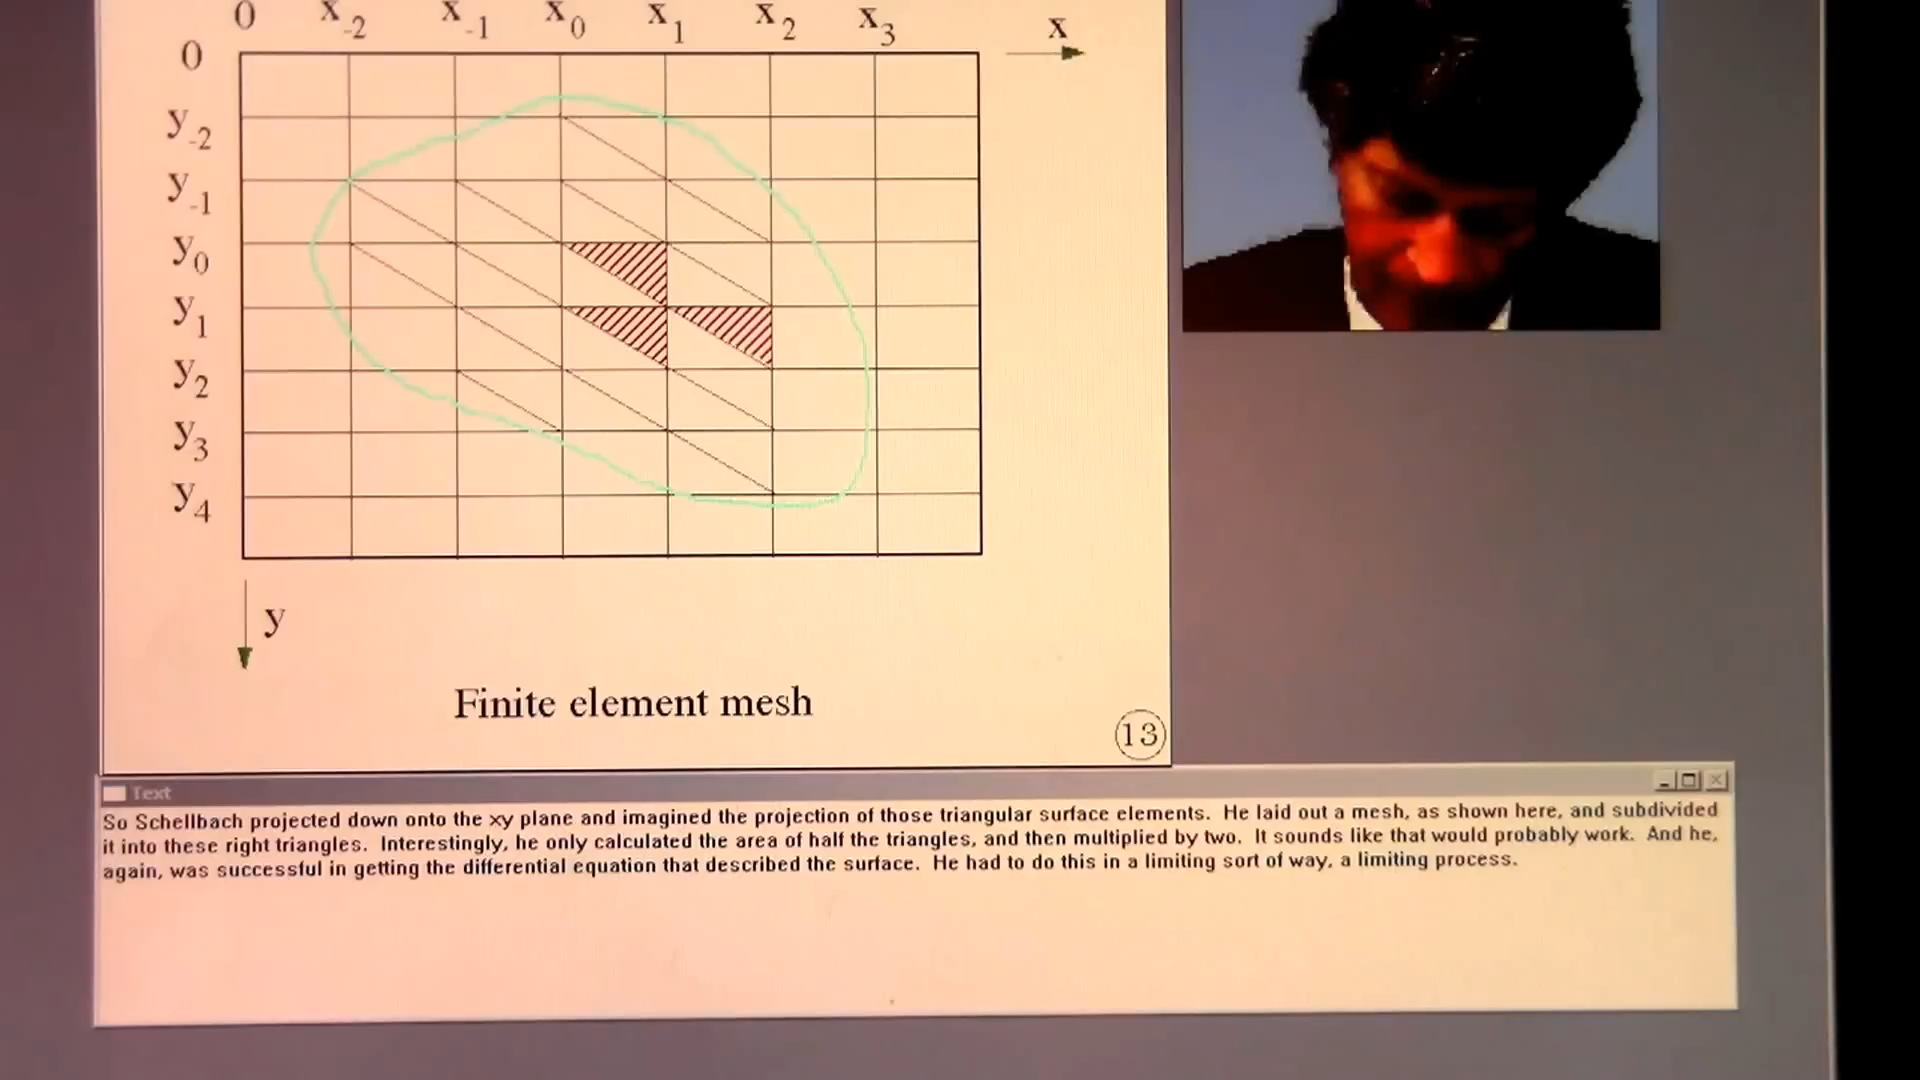 0 x-2 x-1 x0 x1 x2 x3 x
0
y-2
y-1
y0
y1
y2
y3
y4
y
Finite element mesh
13
Text
So Schellbach projected down onto the xy plane and imagined the projection of those triangular surface elements. He laid out a mesh, as shown here, and subdivided
it into these right triangles. Interestingly, he only calculated the area of half the triangles, and then multiplied by two. It sounds like that would probably work. And he,
again, was successful in getting the differential equation that described the surface. He had to do this in a limiting sort of way, a limiting process.